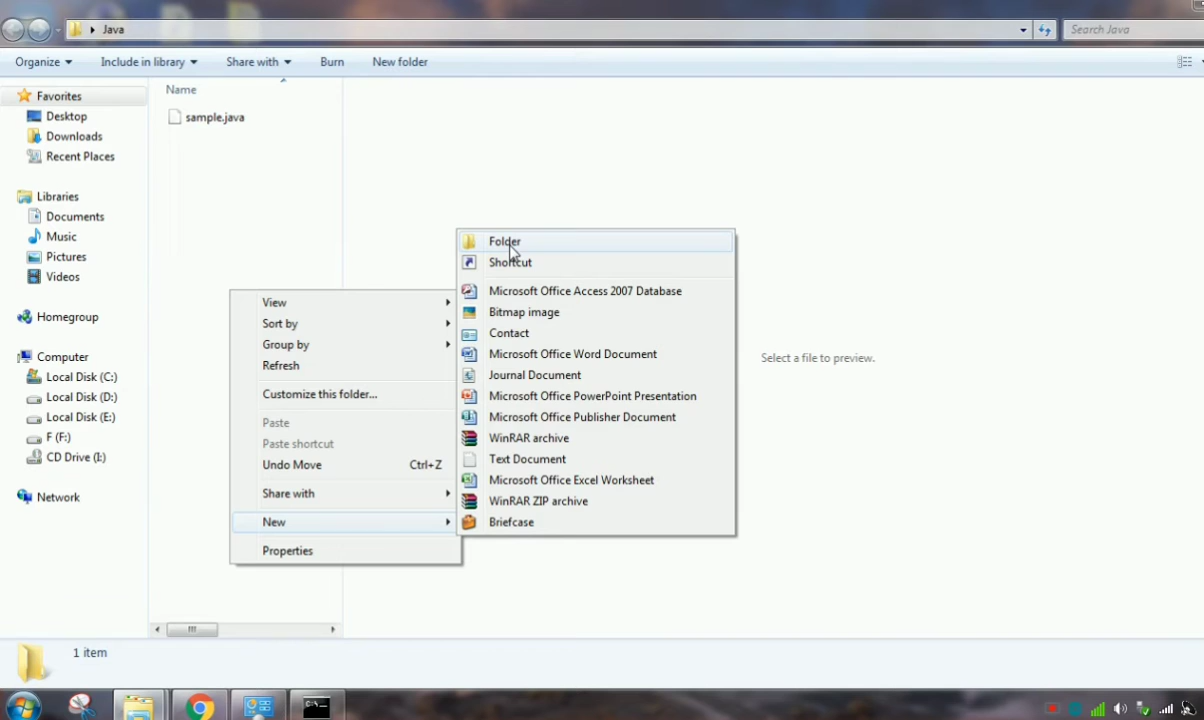 Java
Search Java
Organize
Include in library
Share with
Burn
New folder
Favorites
Desktop
Downloads
Recent Places
Libraries
Documents
Music
Pictures
Videos
Homegroup
Computer
Local Disk (C:)
Local Disk (D:)
Local Disk (E:)
F (F:)
CD Drive (I:)
Network
Name
sample.java
View
Sort by
Group by
Refresh
Customize this folder...
Paste
Paste shortcut
Undo Move Ctrl+Z
Share with
New
Properties
Folder
Shortcut
Microsoft Office Access 2007 Database
Bitmap image
Contact
Microsoft Office Word Document
Journal Document
Microsoft Office PowerPoint Presentation
Microsoft Office Publisher Document
WinRAR archive
Text Document
Microsoft Office Excel Worksheet
WinRAR ZIP archive
Briefcase
Select a file to preview.
1 item